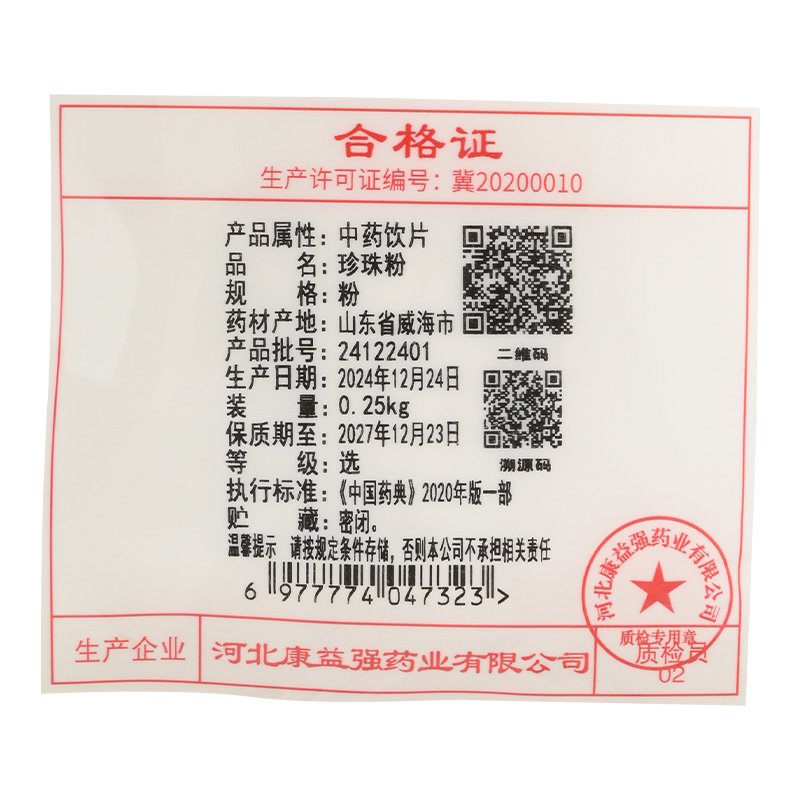 合格证
生产许可证编号：冀20200010
产品属性：中药饮片
品 名：珍珠粉
规 格：粉
药材产地：山东省威海市
产品批号：24122401
生产日期：2024年12月24日
装 量：0.25kg
保质期至：2027年12月23日
等 级：选
执行标准：《中国药典》2020年版一部
贮 藏：密闭。
温馨提示 请按规定条件存储，否则本公司不承担相关责任
二维码
溯源码
6 977774 047323 >
河北康益强药业有限公司
质检专用章
生产企业
河北康益强药业有限公司
质检员
02